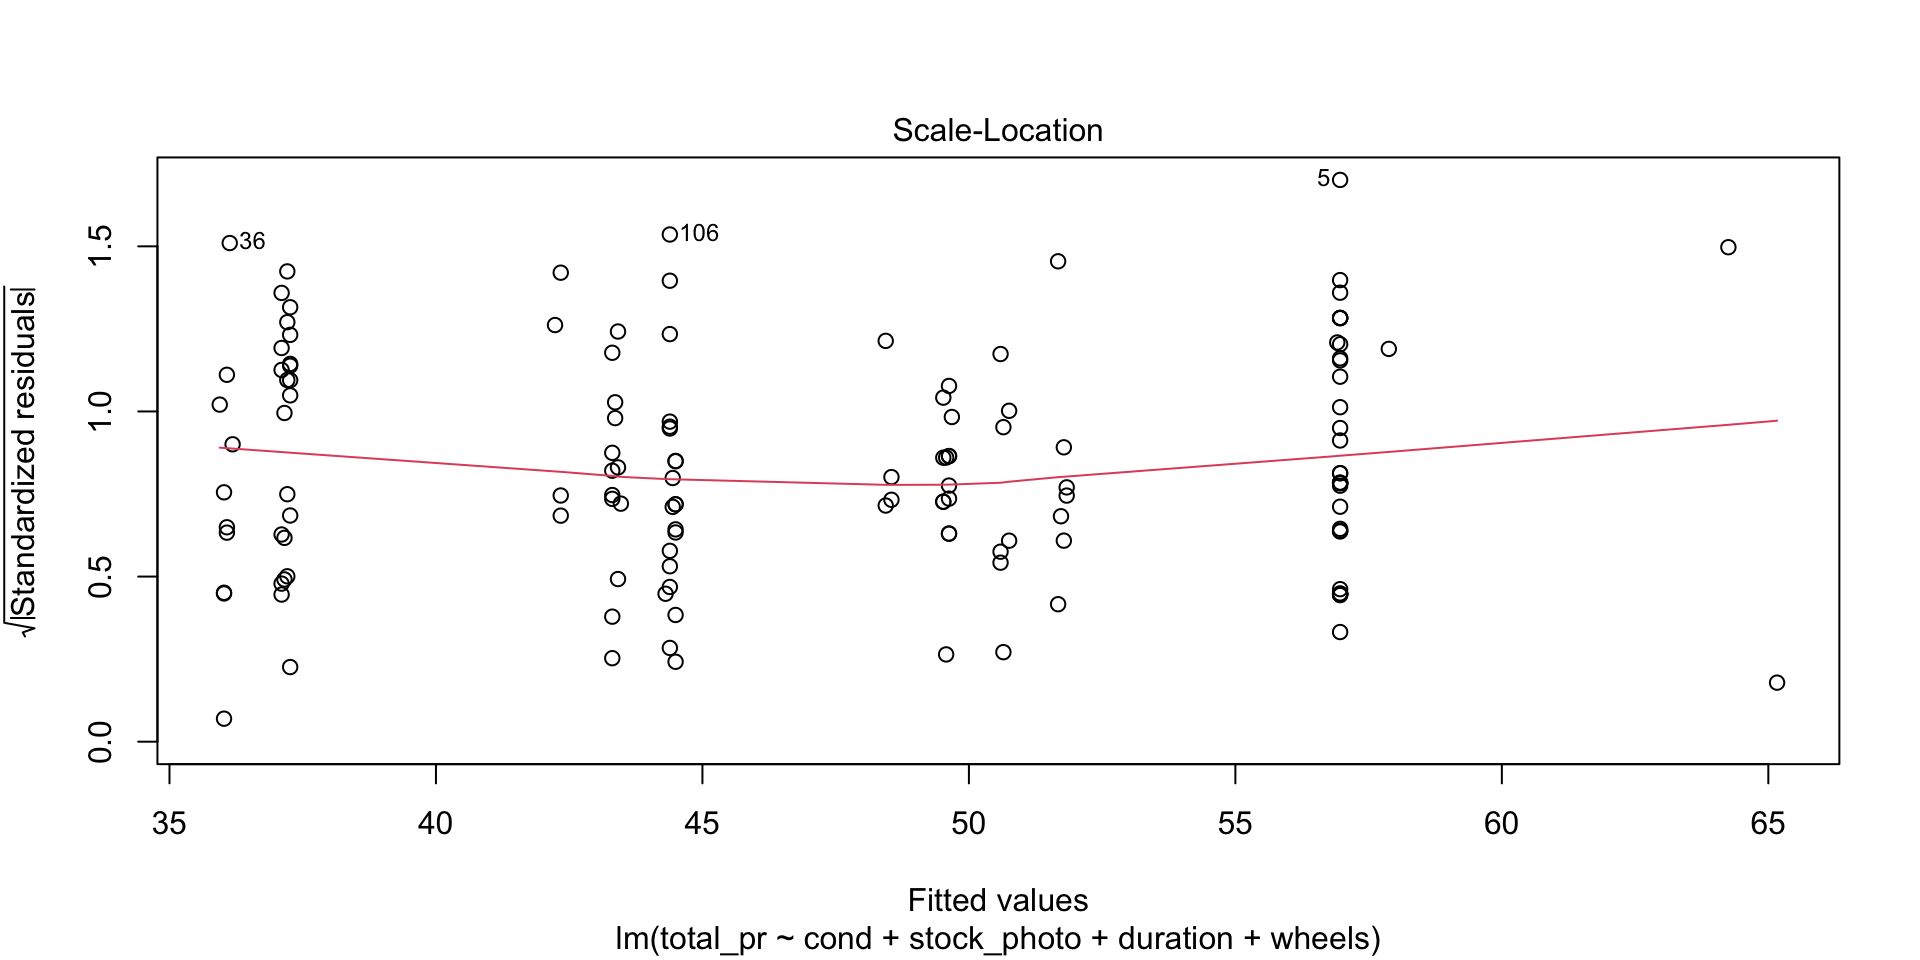 Scale-Location
√|Standardized residuals|
0.0 0.5 1.0 1.5
36
106
5
35 40 45 50 55 60 65
Fitted values
lm(total_pr ~ cond + stock_photo + duration + wheels)